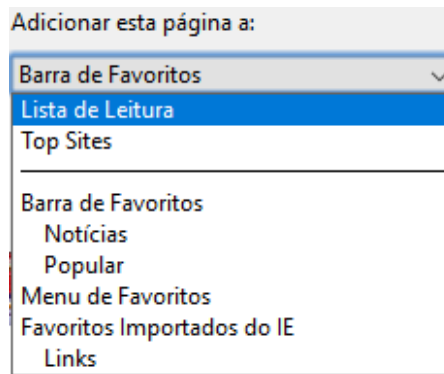 Adicionar esta página a:
Barra de Favoritos
Lista de Leitura
Top Sites
Barra de Favoritos
Notícias
Popular
Menu de Favoritos
Favoritos Importados do IE
Links